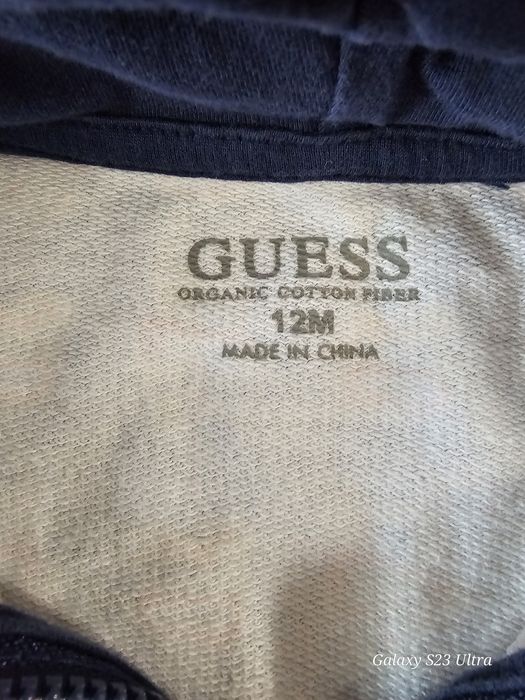 GUESS
ORGANIC COTTON FIBER
12M
MADE IN CHINA
Galaxy S23 Ultra